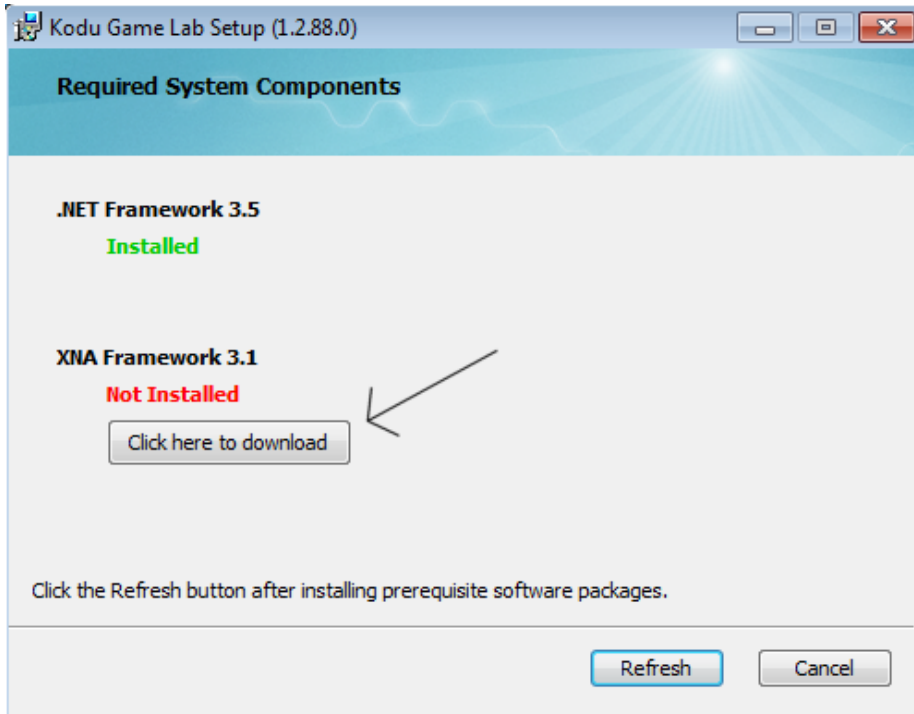 Kodu Game Lab Setup (1.2.88.0)
Required System Components
.NET Framework 3.5
Installed
XNA Framework 3.1
Not Installed
Click here to download
Click the Refresh button after installing prerequisite software packages.
Refresh
Cancel